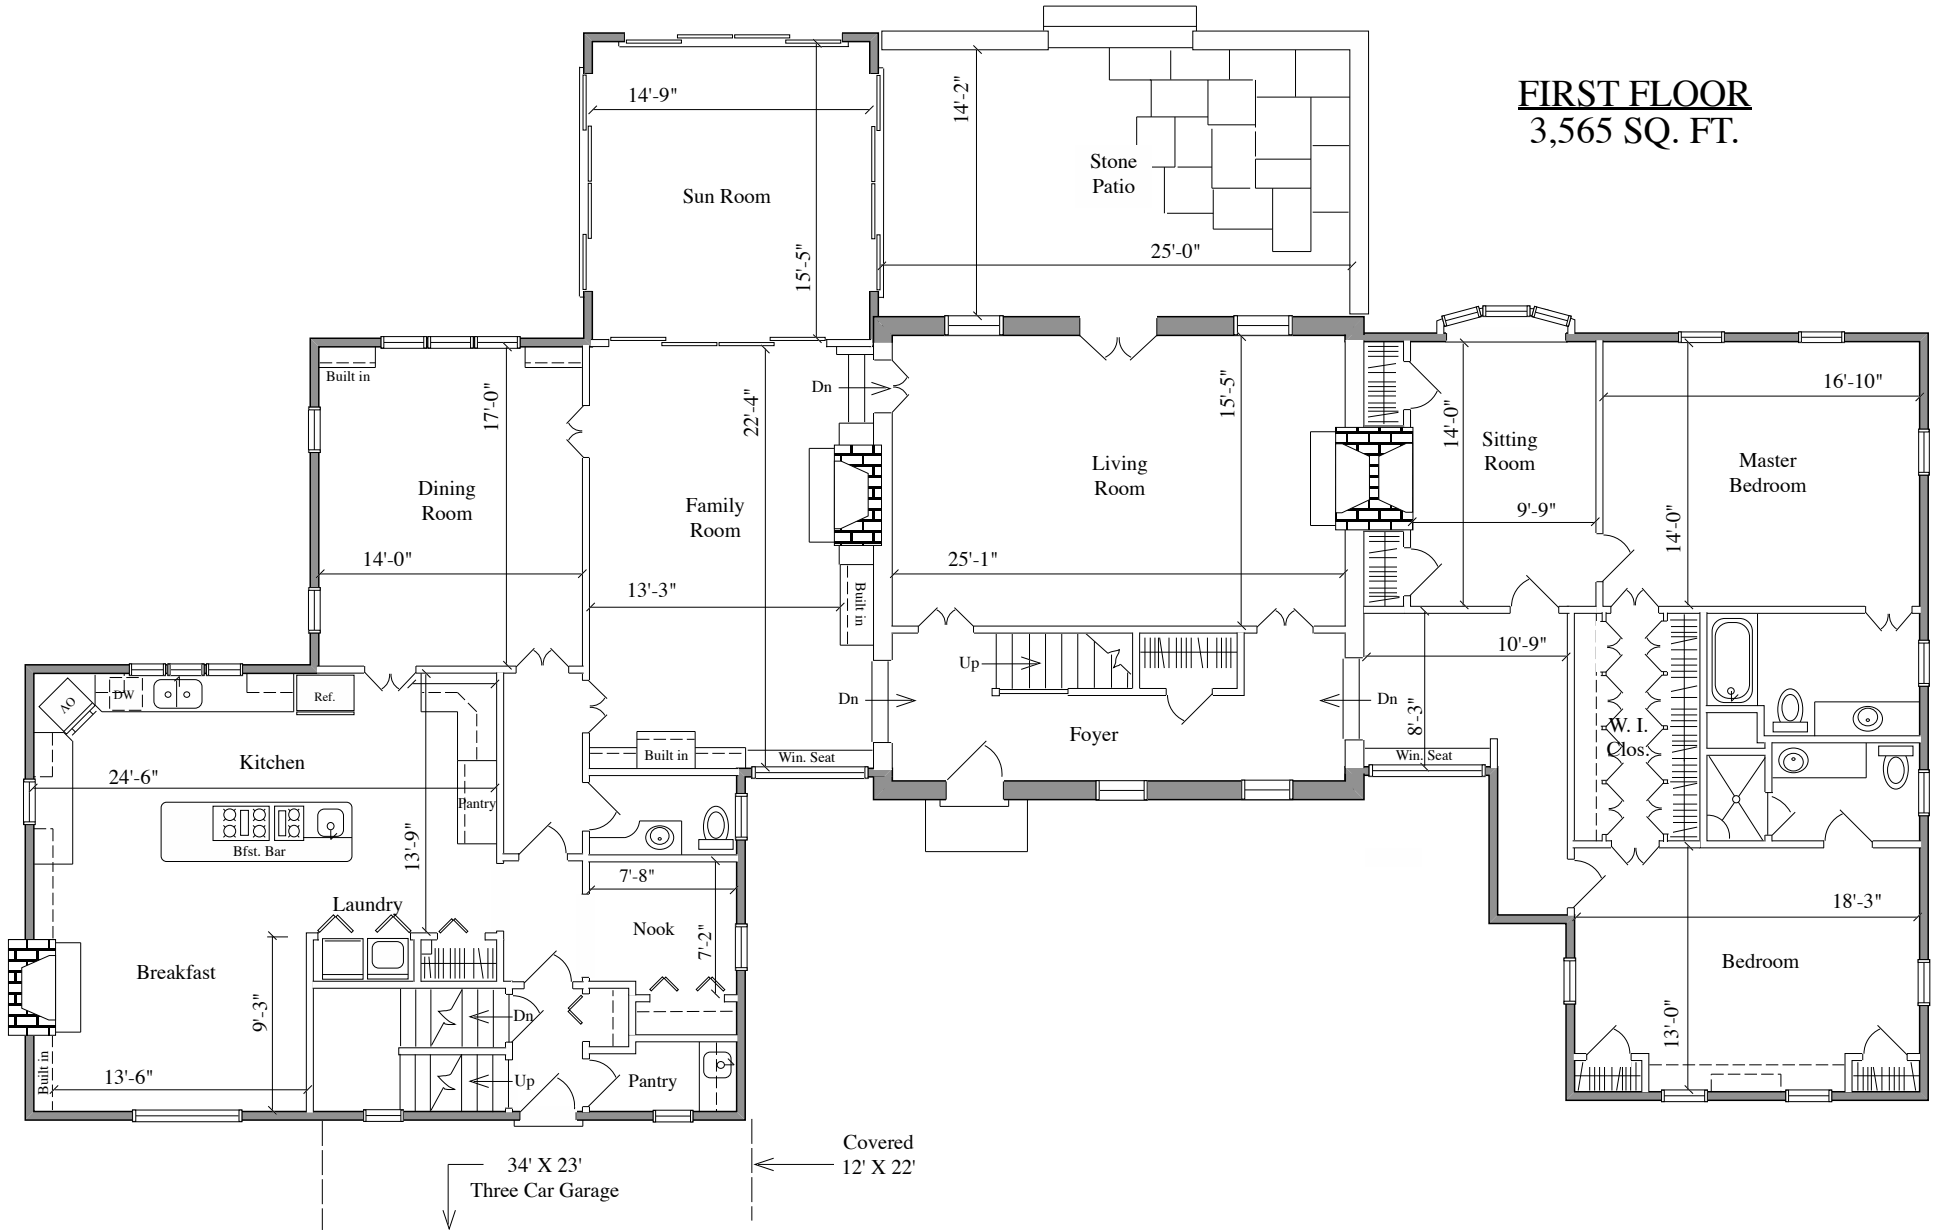 FIRST FLOOR
3,565 SQ. FT.
14'-9"
14'-2"
Stone
Patio
Sun Room
15'-5"
25'-0"
Built in
17'-0"
22'-4"
Dn
15'-5"
14'-0"
16'-10"
Sitting
Room
Living
Room
Master
Bedroom
Dining
Room
Family
Room
9'-9"
14'-0"
14'-0"
25'-1"
13'-3"
Built in
10'-9"
Up
Ref.
DW
OV
Dn
Dn
8'-3"
W. I.
Clos.
Foyer
Kitchen
Built in
Win. Seat
Win. Seat
24'-6"
Pantry
Bfst. Bar
13'-9"
7'-8"
Laundry
18'-3"
Nook
7'-2"
Breakfast
Bedroom
9'-3"
Dn
13'-0"
Built in
13'-6"
Up
Pantry
Covered
12' X 22'
34' X 23'
Three Car Garage